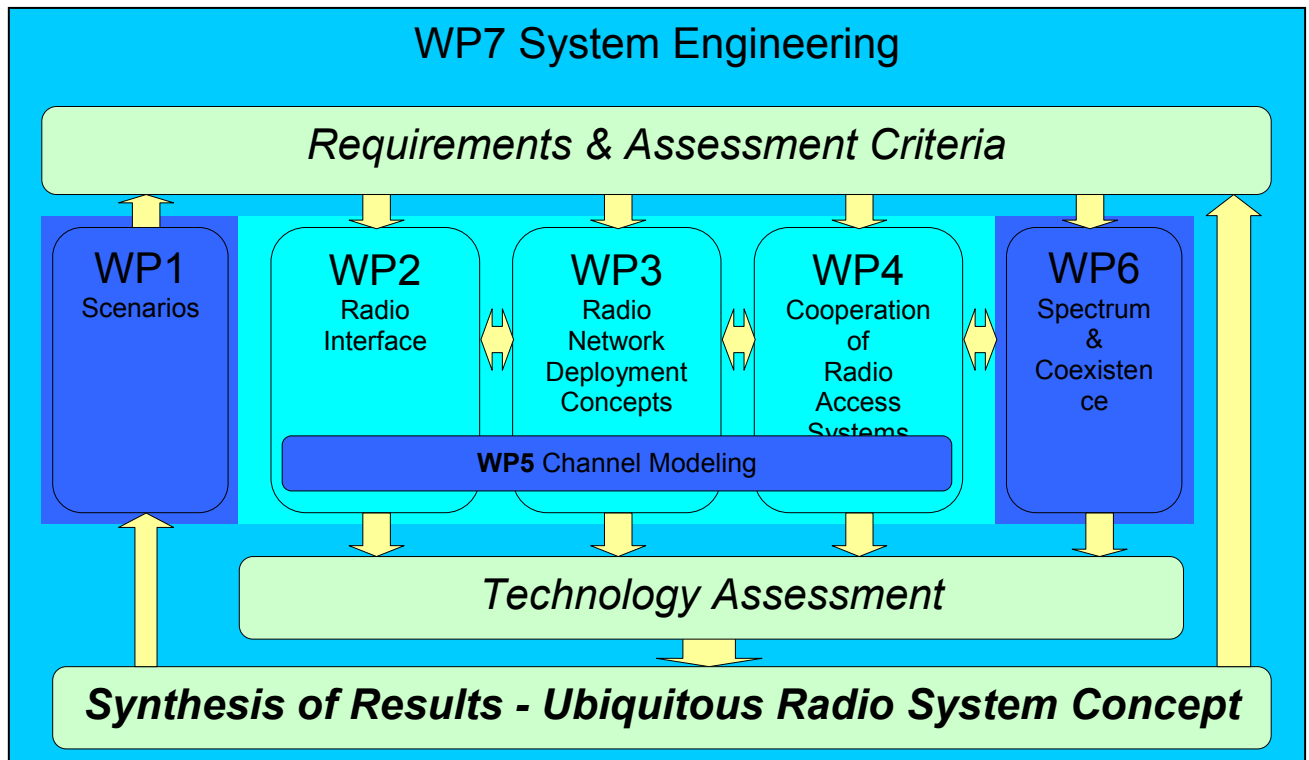 WP7 System Engineering
Requirements & Assessment Criteria
WP1
Scenarios
WP2
Radio
Interface
WP3
Radio
Network
Deployment
Concepts
WP4
Cooperation
of
Radio
Access
Systems
WP6
Spectrum
&
Coexisten
ce
WP5 Channel Modeling
Technology Assessment
Synthesis of Results - Ubiquitous Radio System Concept